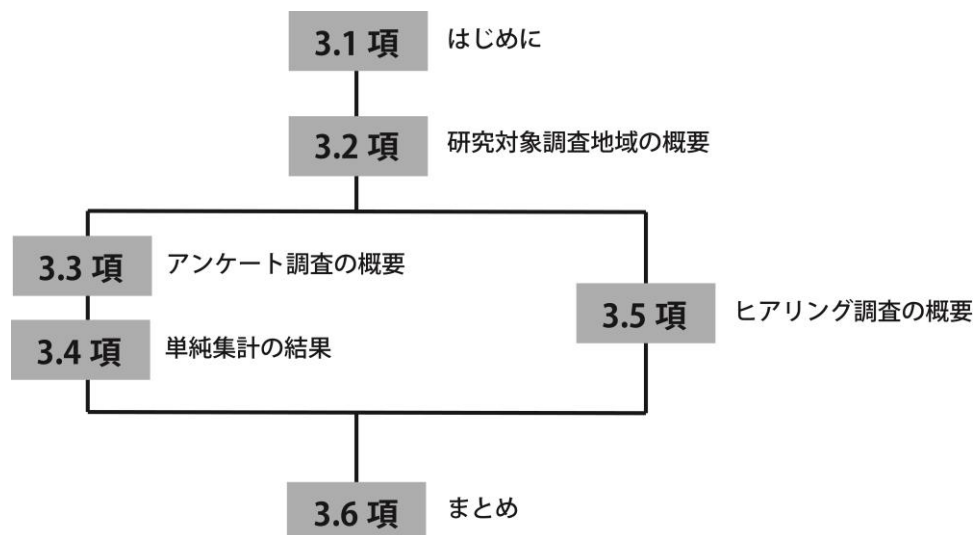 3.1 項 はじめに
3.2 項 研究対象調査地域の概要
3.3 項 アンケート調査の概要
3.4 項 単純集計の結果
3.5 項 ヒアリング調査の概要
3.6 項 まとめ